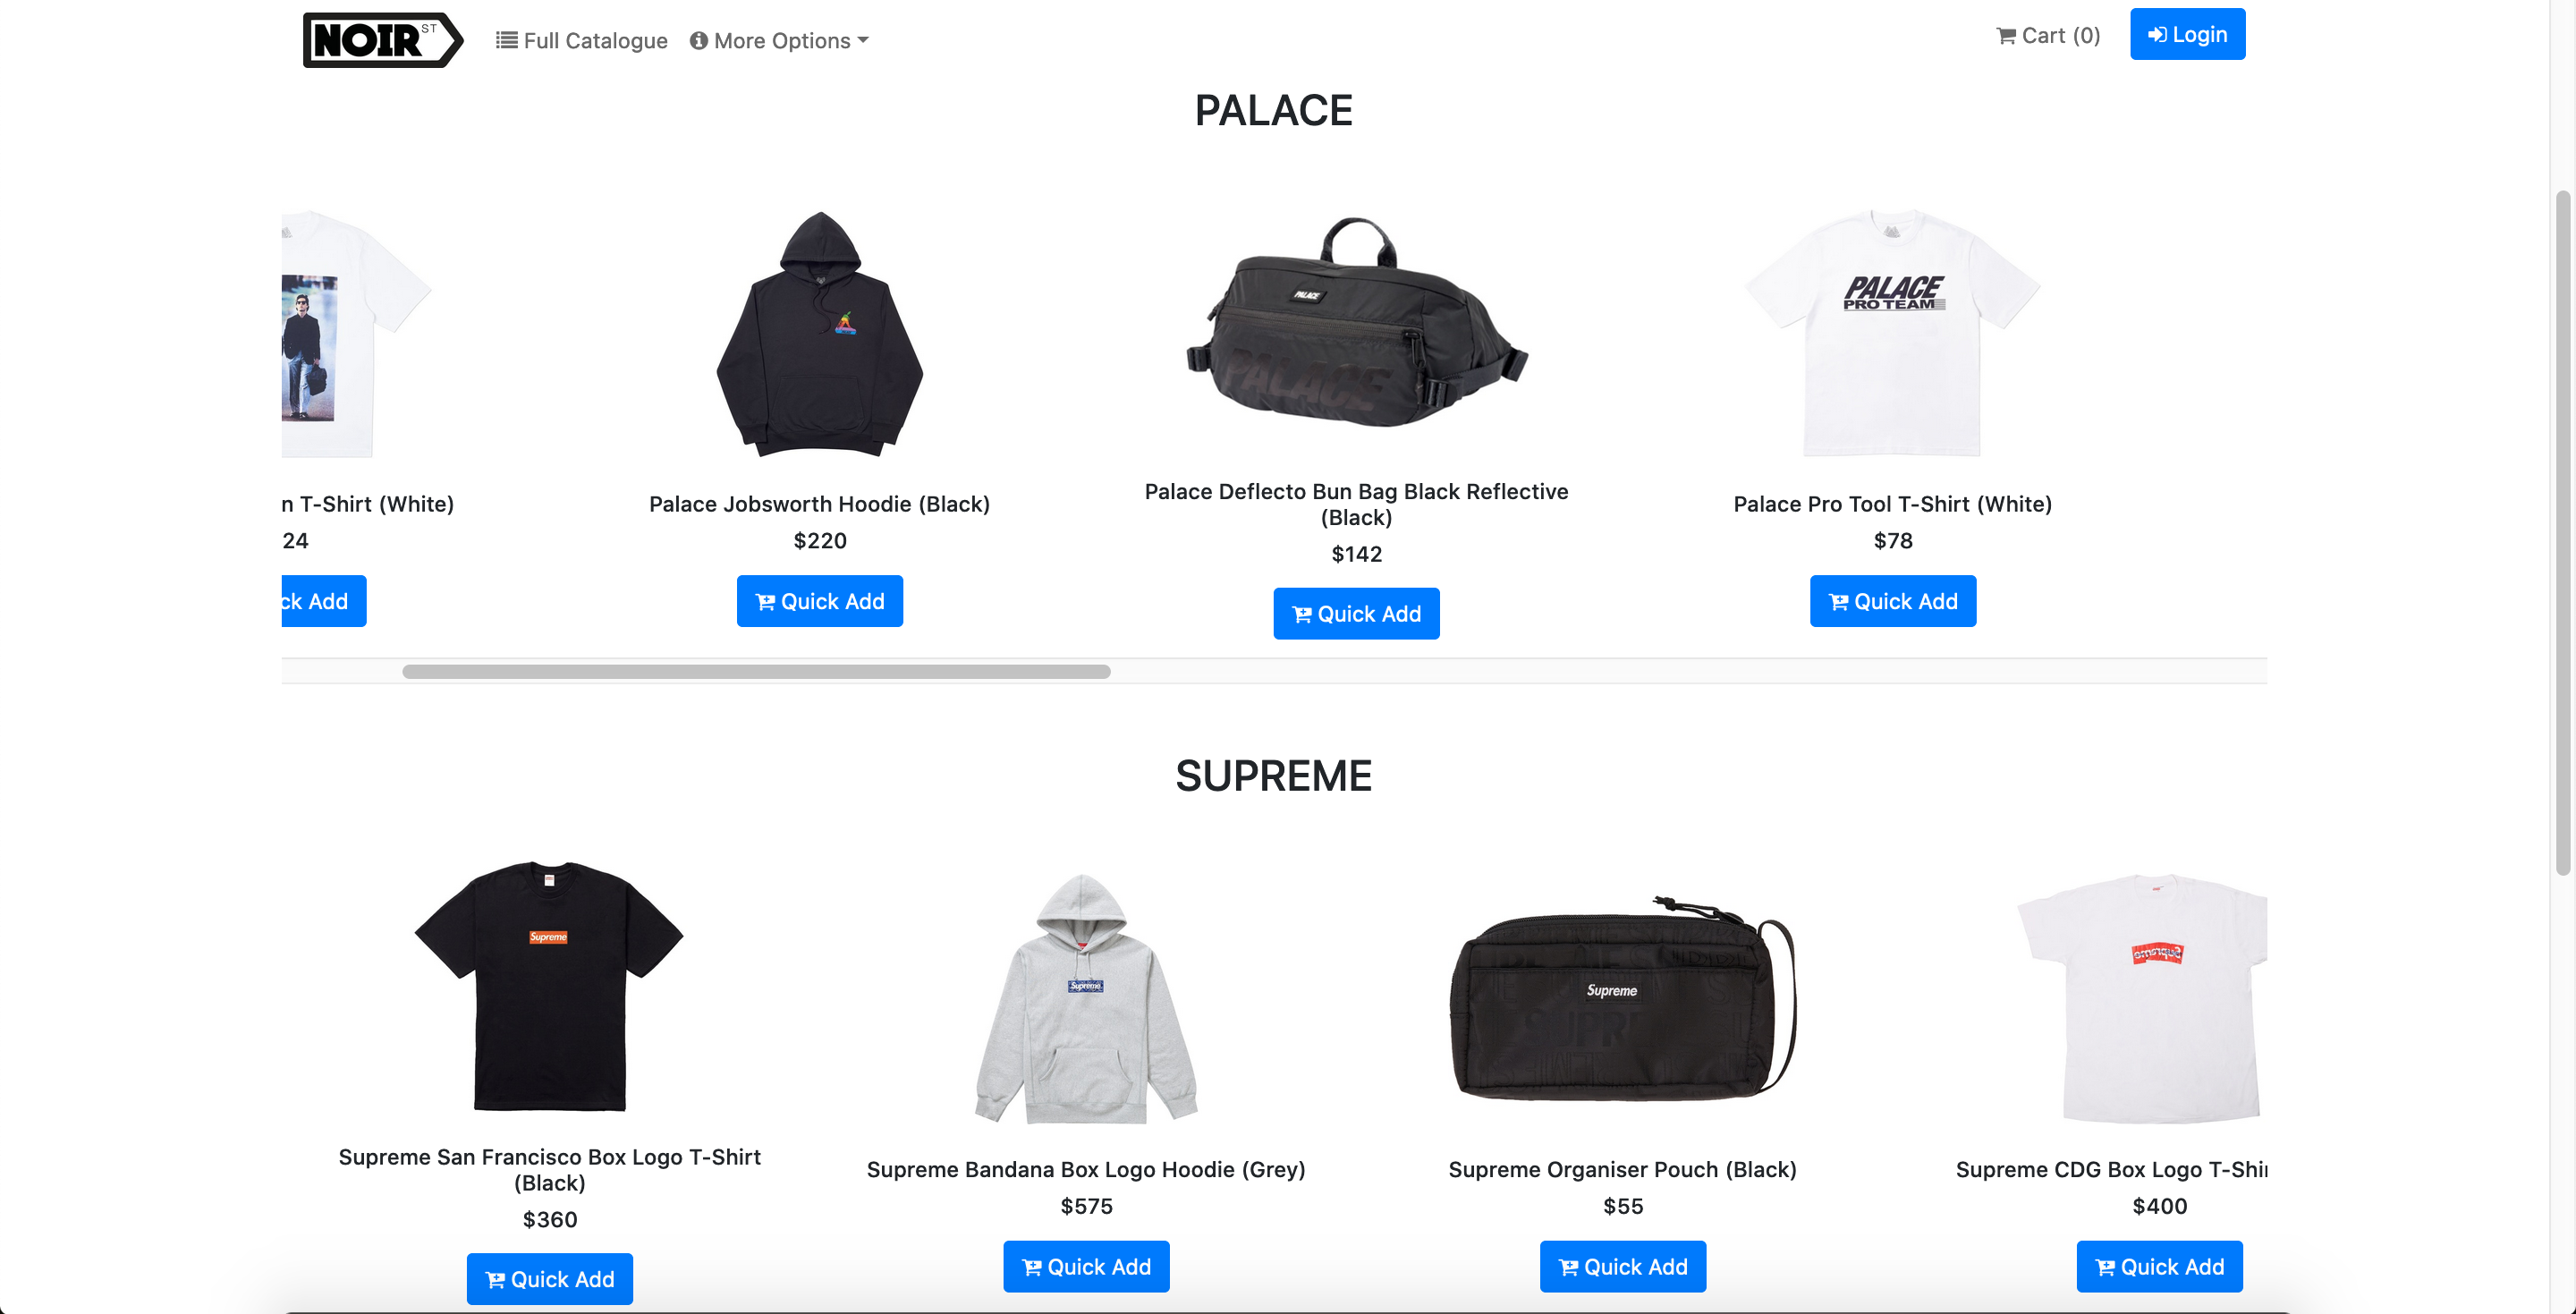 NOIR ST
Full Catalogue
More Options
Cart (0)
Login
PALACE
PALACE
PALACE
PALACE
PRO TEAM
n T-Shirt (White)
24
ck Add
Palace Jobsworth Hoodie (Black)
$220
Quick Add
Palace Deflecto Bun Bag Black Reflective
(Black)
$142
Quick Add
Palace Pro Tool T-Shirt (White)
$78
Quick Add
SUPREME
Supreme
Supreme
Supreme
Supreme San Francisco Box Logo T-Shirt
(Black)
$360
Quick Add
Supreme Bandana Box Logo Hoodie (Grey)
$575
Quick Add
Supreme Organiser Pouch (Black)
$55
Quick Add
Supreme CDG Box Logo T-Shir
$400
Quick Add